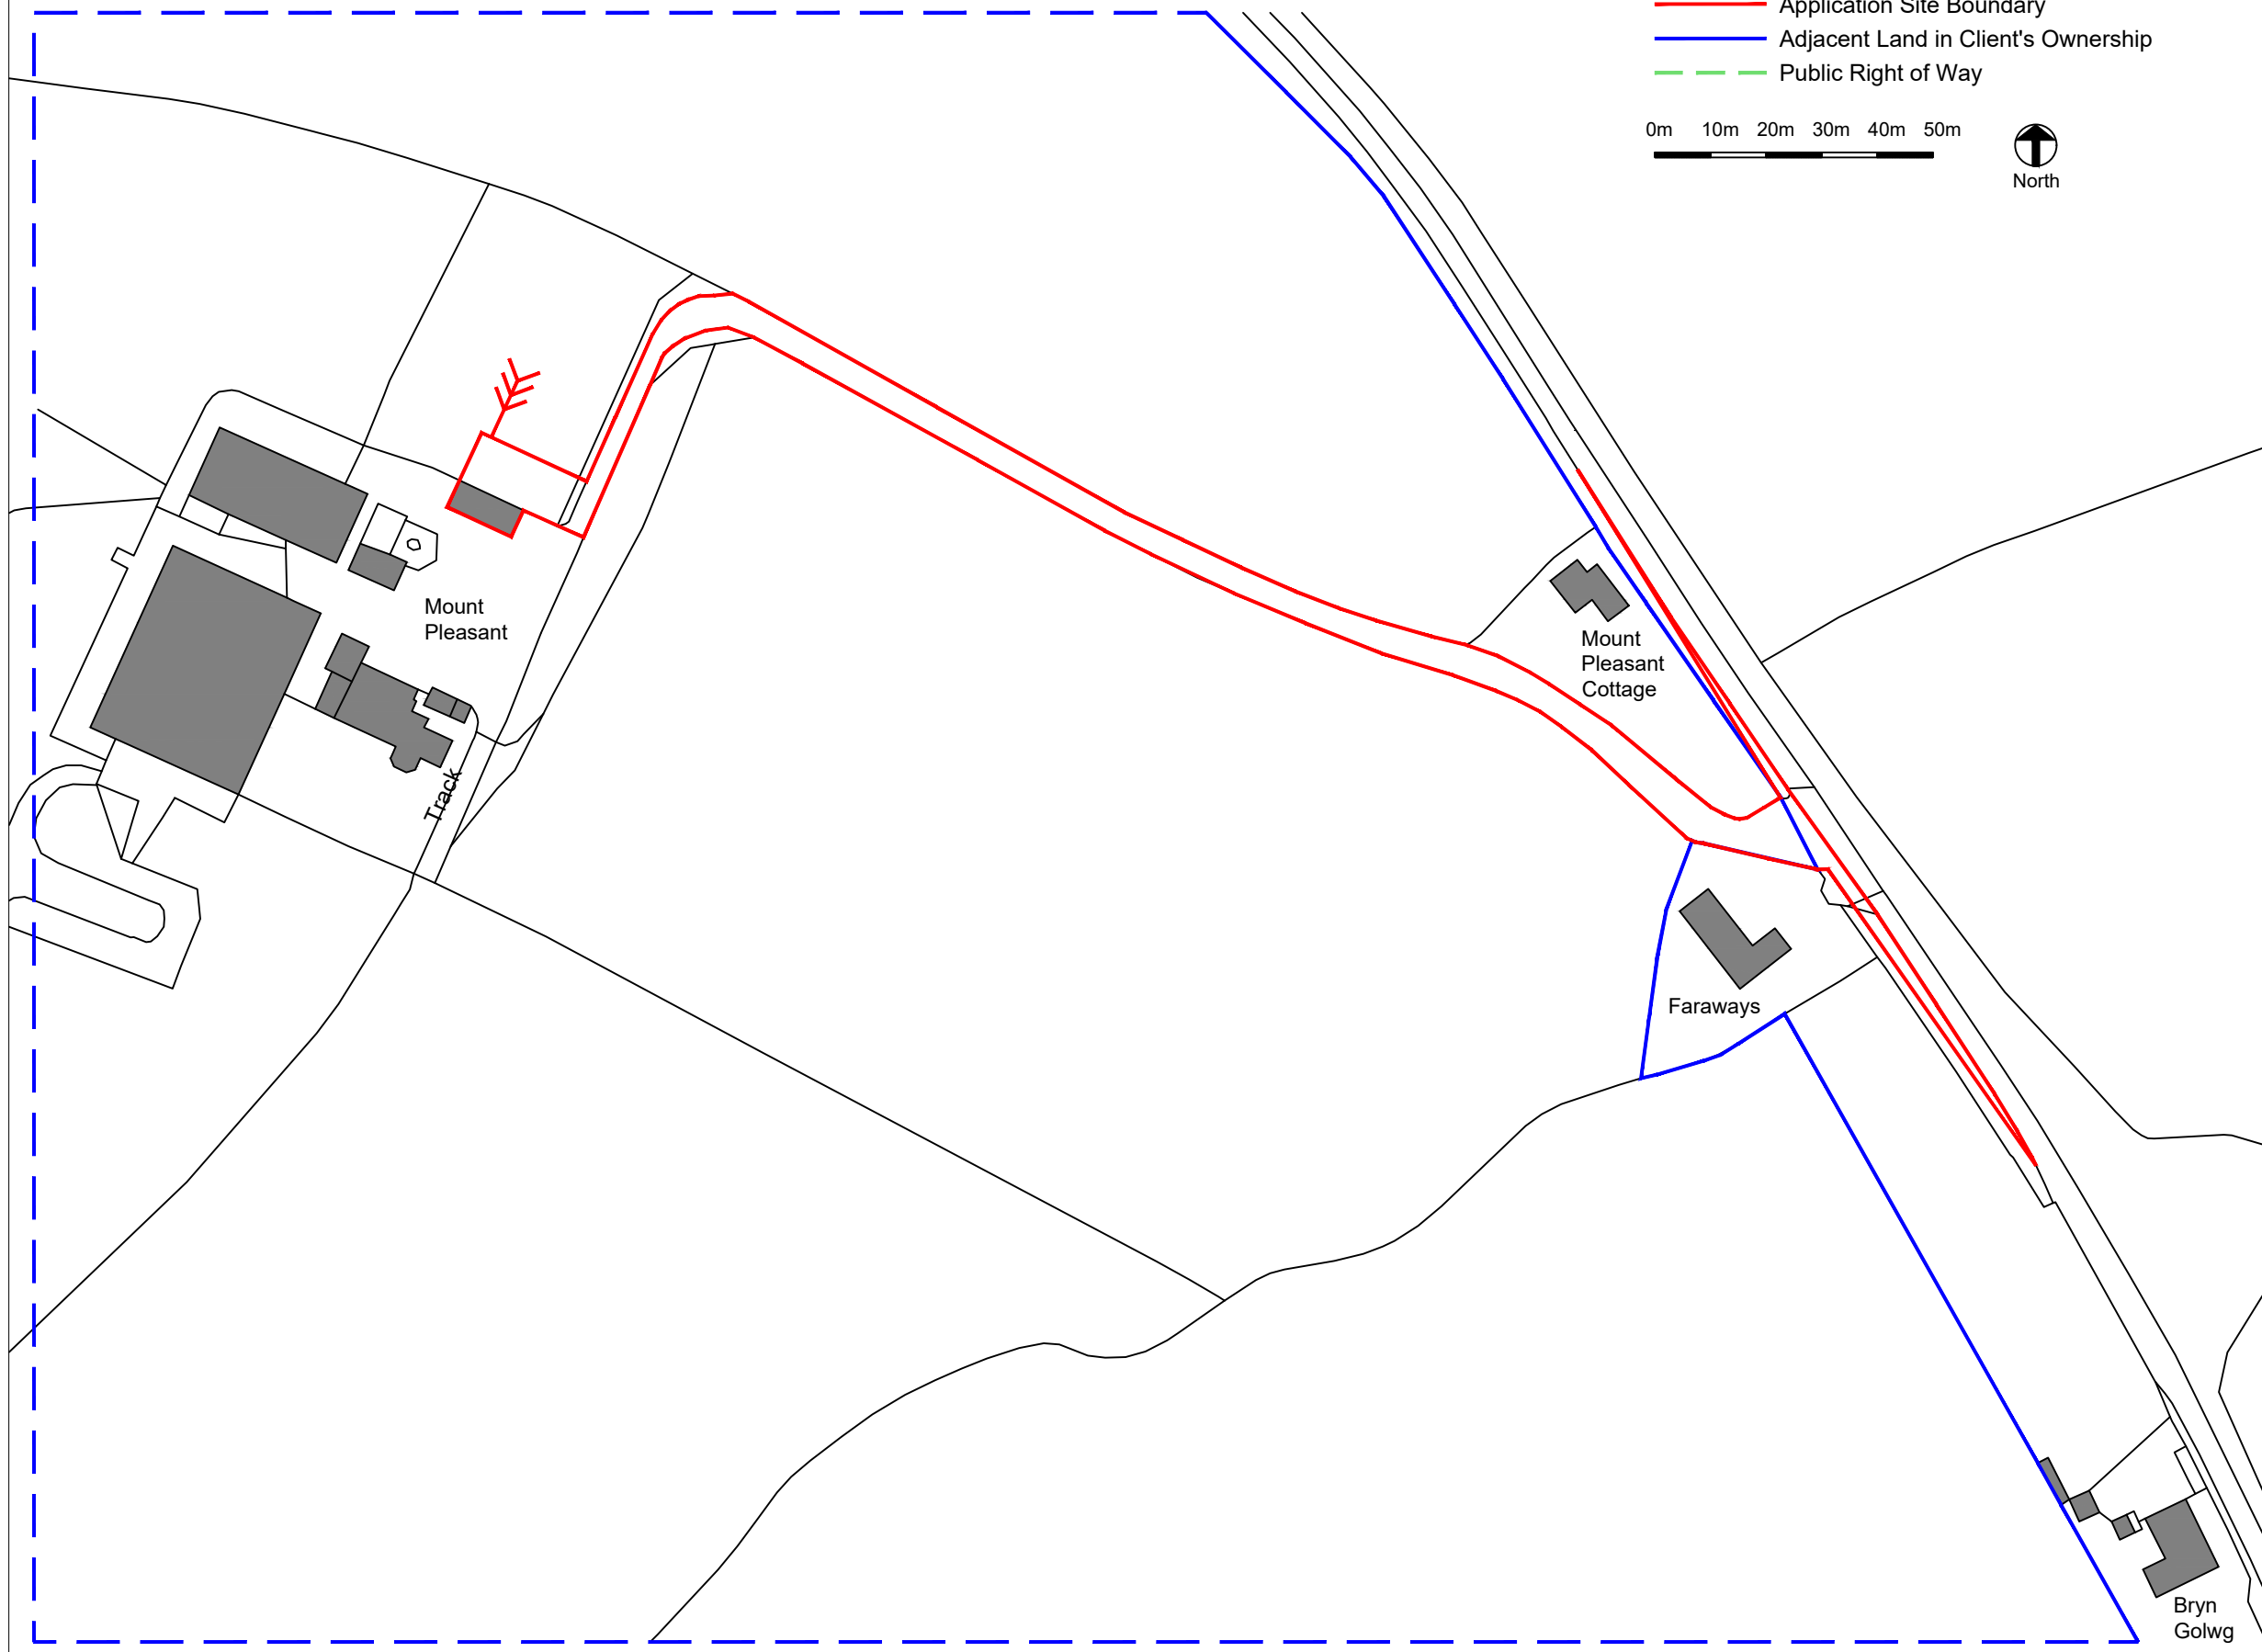 Application Site Boundary
Adjacent Land in Client's Ownership
Public Right of Way
0m 10m 20m 30m 40m 50m
North
Mount
Pleasant
Mount
Pleasant
Cottage
Track
Faraways
Bryn
Golwg